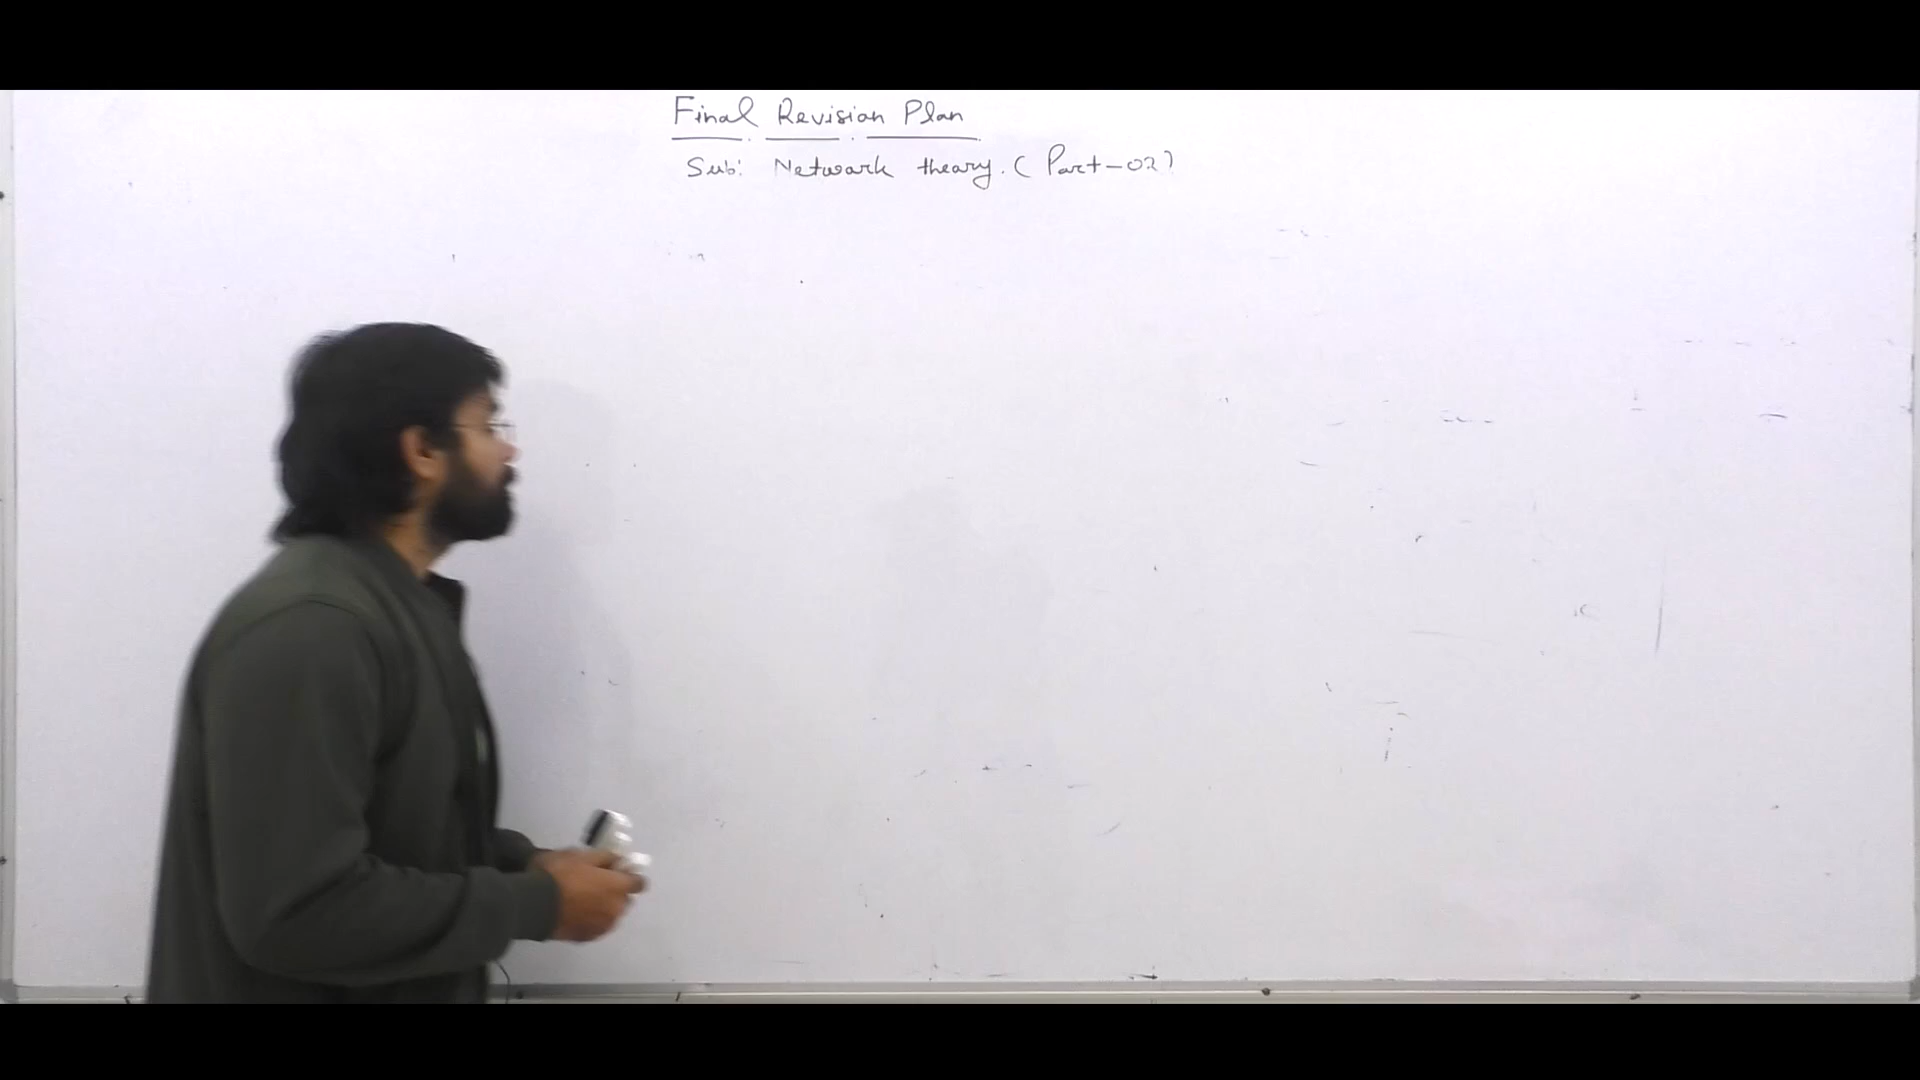 Final Revision Plan
Sub: Network theory. (Part-02)